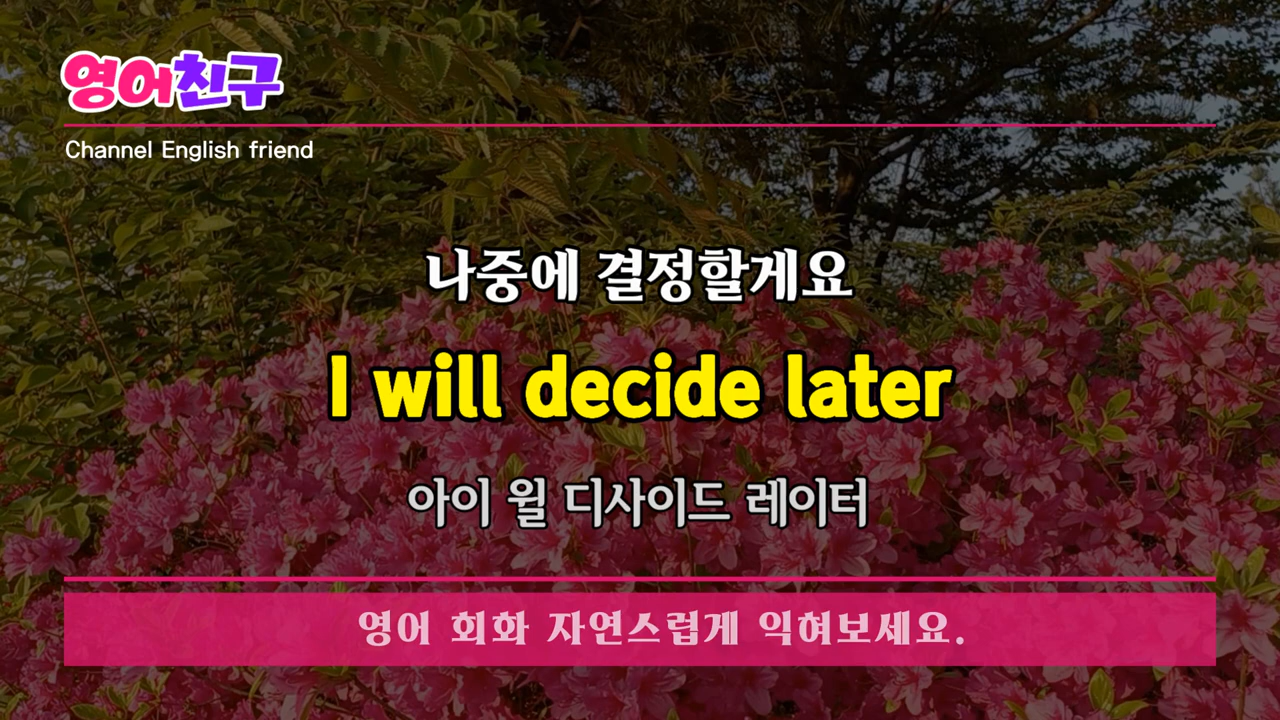 영어친구
Channel English friend
나중에 결정할게요
I will decide later
아이 윌 디사이드 레이터
영어 회화 자연스럽게 익혀보세요.